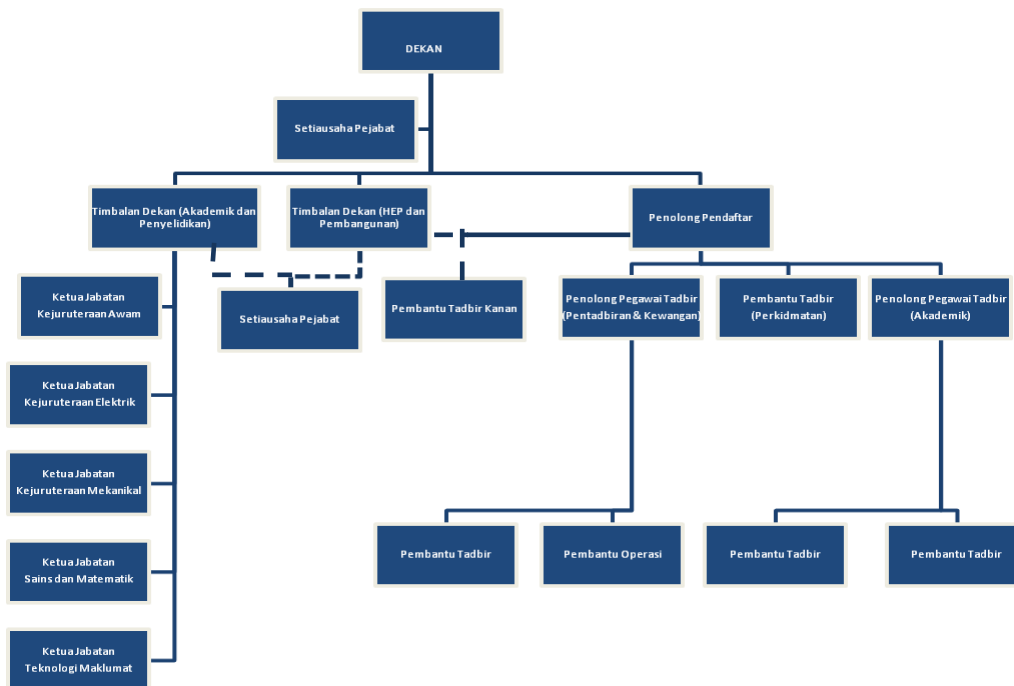 DEKAN
Setiausaha Pejabat
Timbalan Dekan (Akademik dan
Penyelidikan)
Timbalan Dekan (HEP dan
Pembangunan)
Penolong Pendaftar
Ketua Jabatan
Kejuruteraan Awam
Setiausaha Pejabat
Pembantu Tadbir Kanan
Penolong Pegawai Tadbir
(Pentadbiran & Kewangan)
Pembantu Tadbir
(Perkidmatan)
Penolong Pegawai Tadbir
(Akademik)
Ketua Jabatan
Kejuruteraan Elektrik
Ketua Jabatan
Kejuruteraan Mekanikal
Ketua Jabatan
Sains dan Matematik
Ketua Jabatan
Teknologi Maklumat
Pembantu Tadbir
Pembantu Operasi
Pembantu Tadbir
Pembantu Tadbir